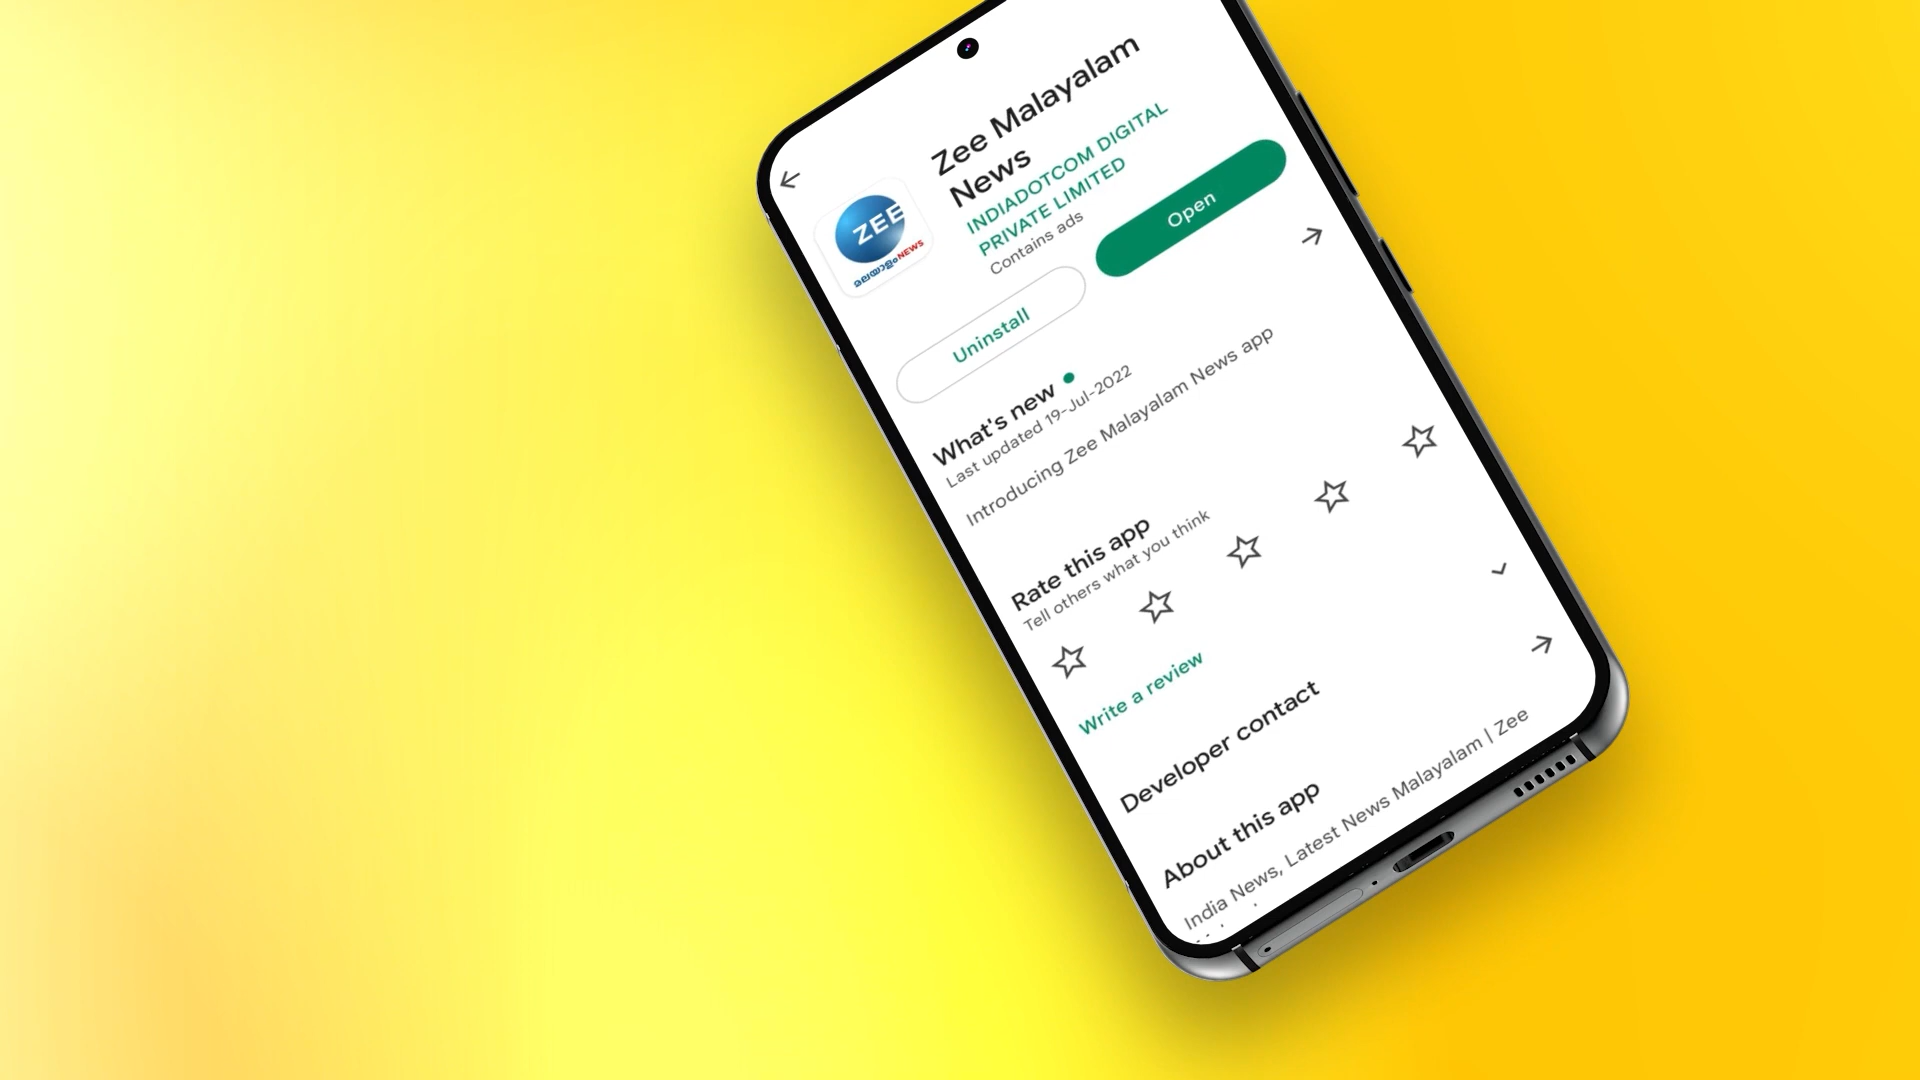 Zee Malayalam
News
INDIADOTCOM DIGITAL
PRIVATE LIMITED
Contains ads
ZEE
മലയാളം NEWS
Uninstall
Open
What's new
Last updated 19-Jul-2022
Introducing Zee Malayalam News app
Rate this app
Tell others what you think
Write a review
Developer contact
About this app
India News, Latest News Malayalam | Zee